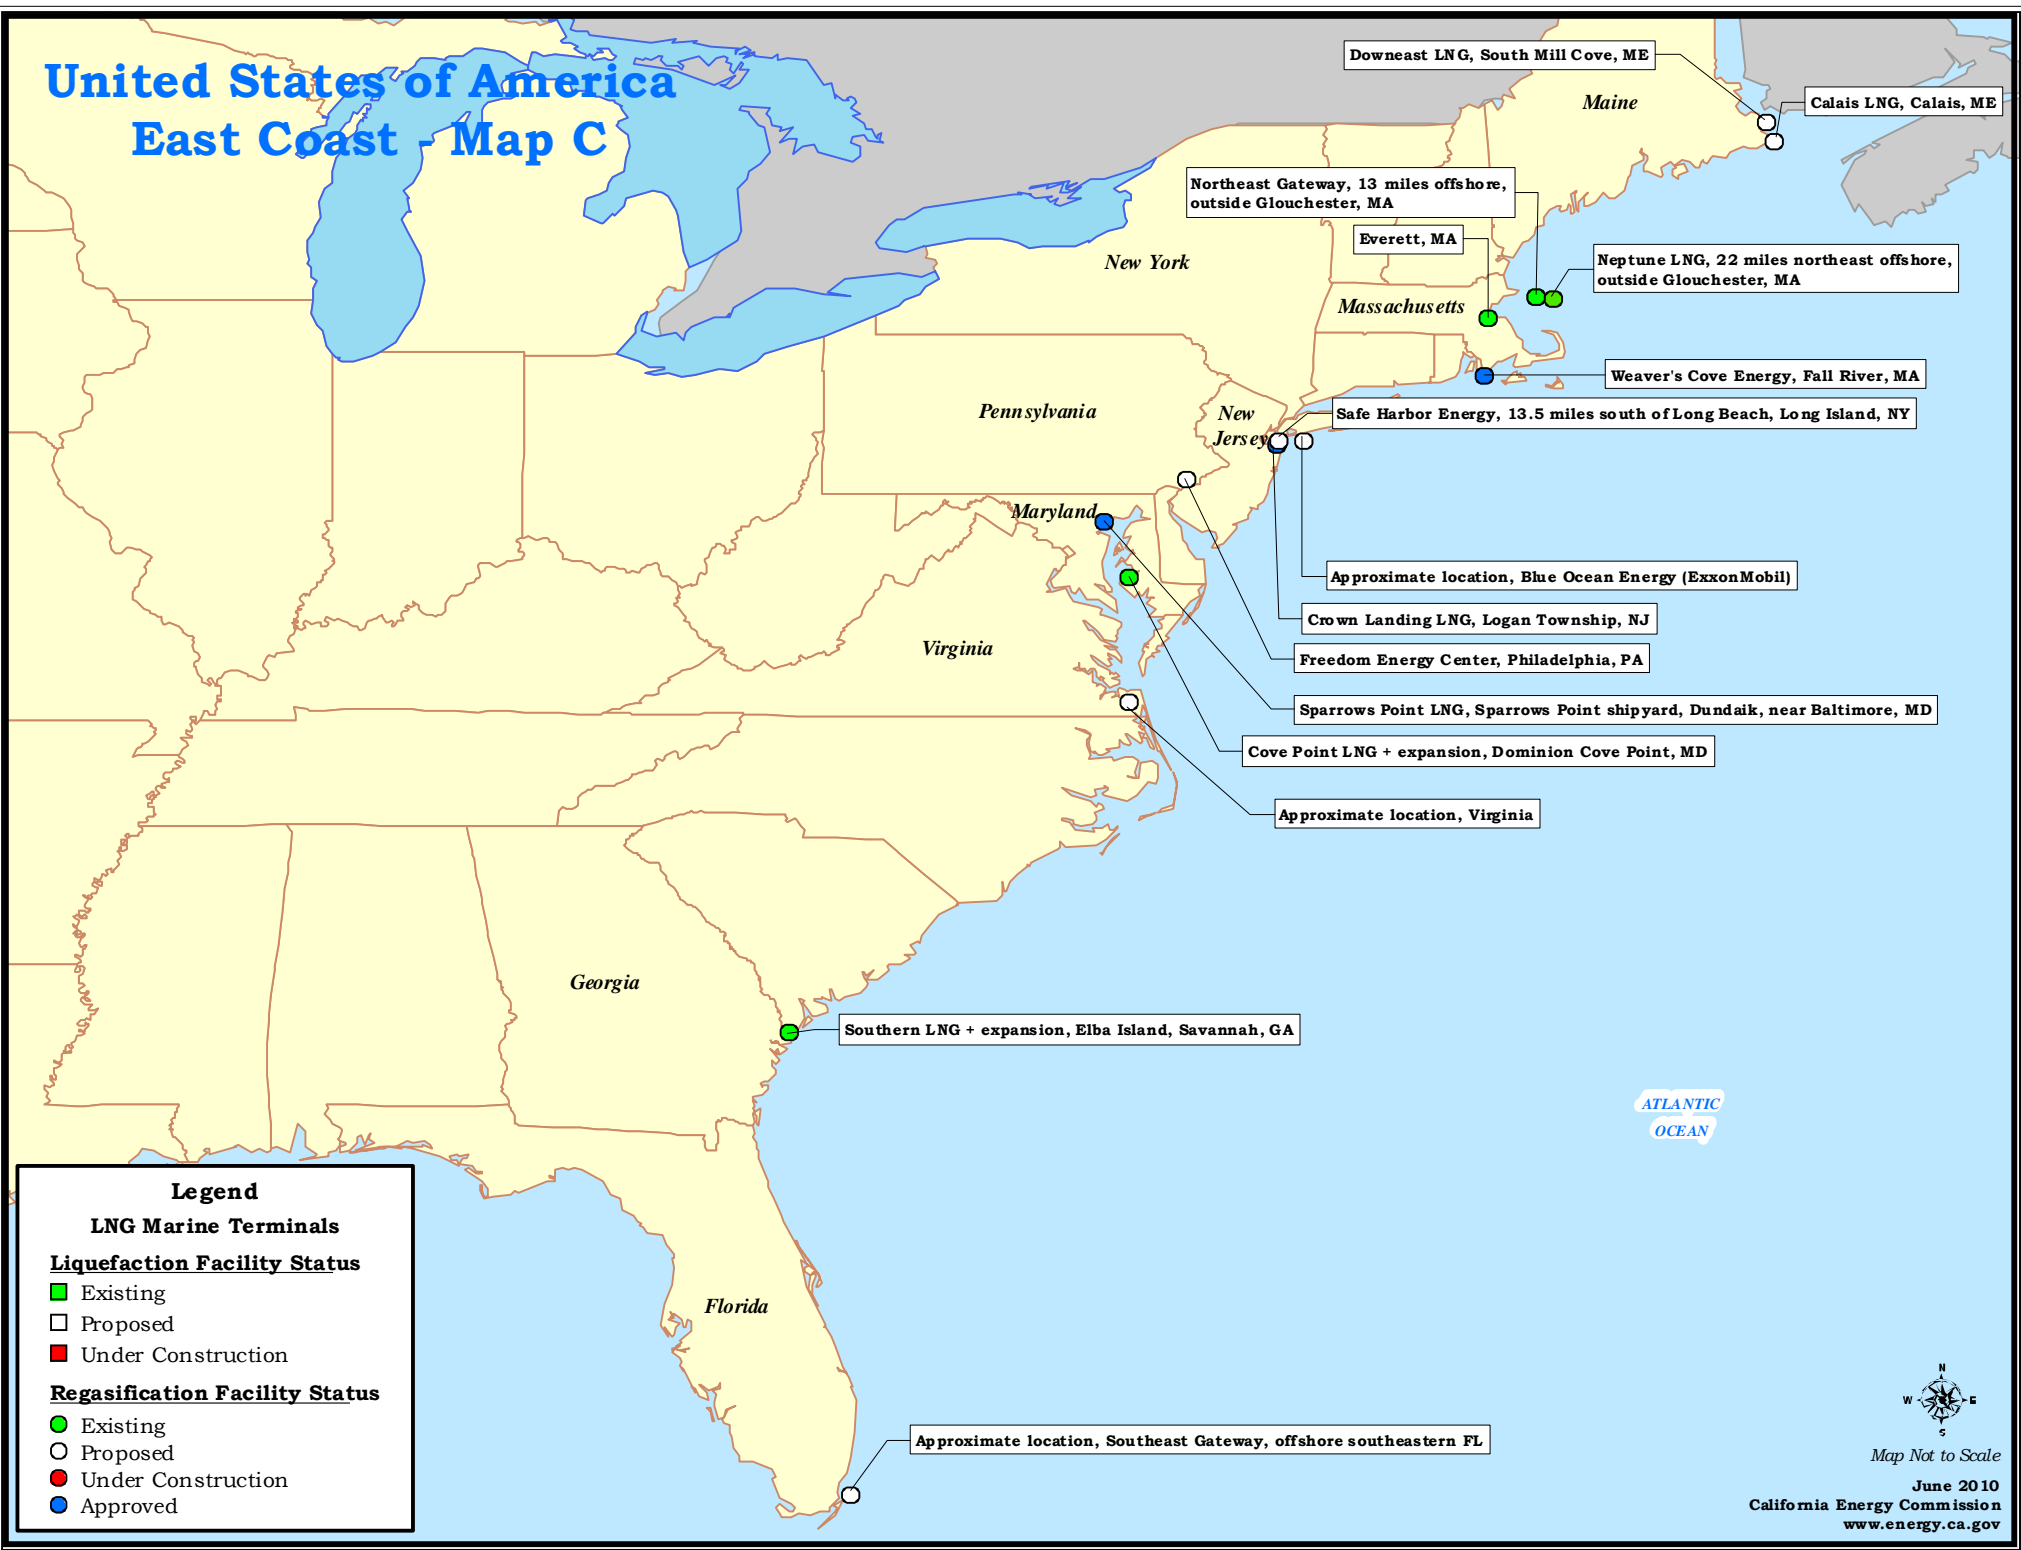 United States of America
East Coast - Map C
Downeast LNG, South Mill Cove, ME
Maine
Calais LNG, Calais, ME
Northeast Gateway, 13 miles offshore,
outside Glouchester, MA
Everett, MA
New York
Neptune LNG, 22 miles northeast offshore,
outside Glouchester, MA
Massachusetts
Weaver's Cove Energy, Fall River, MA
Pennsylvania
New
Jersey
Safe Harbor Energy, 13.5 miles south of Long Beach, Long Island, NY
Maryland
Approximate location, Blue Ocean Energy (ExxonMobil)
Crown Landing LNG, Logan Township, NJ
Virginia
Freedom Energy Center, Philadelphia, PA
Sparrows Point LNG, Sparrows Point shipyard, Dundaik, near Baltimore, MD
Cove Point LNG + expansion, Dominion Cove Point, MD
Approximate location, Virginia
Georgia
Southern LNG + expansion, Elba Island, Savannah, GA
ATLANTIC
OCEAN
Florida
Approximate location, Southeast Gateway, offshore southeastern FL
Legend
LNG Marine Terminals
Liquefaction Facility Status
Existing
Proposed
Under Construction
Regasification Facility Status
Existing
Proposed
Under Construction
Approved
N
W E
S
Map Not to Scale
June 2010
California Energy Commission
www.energy.ca.gov